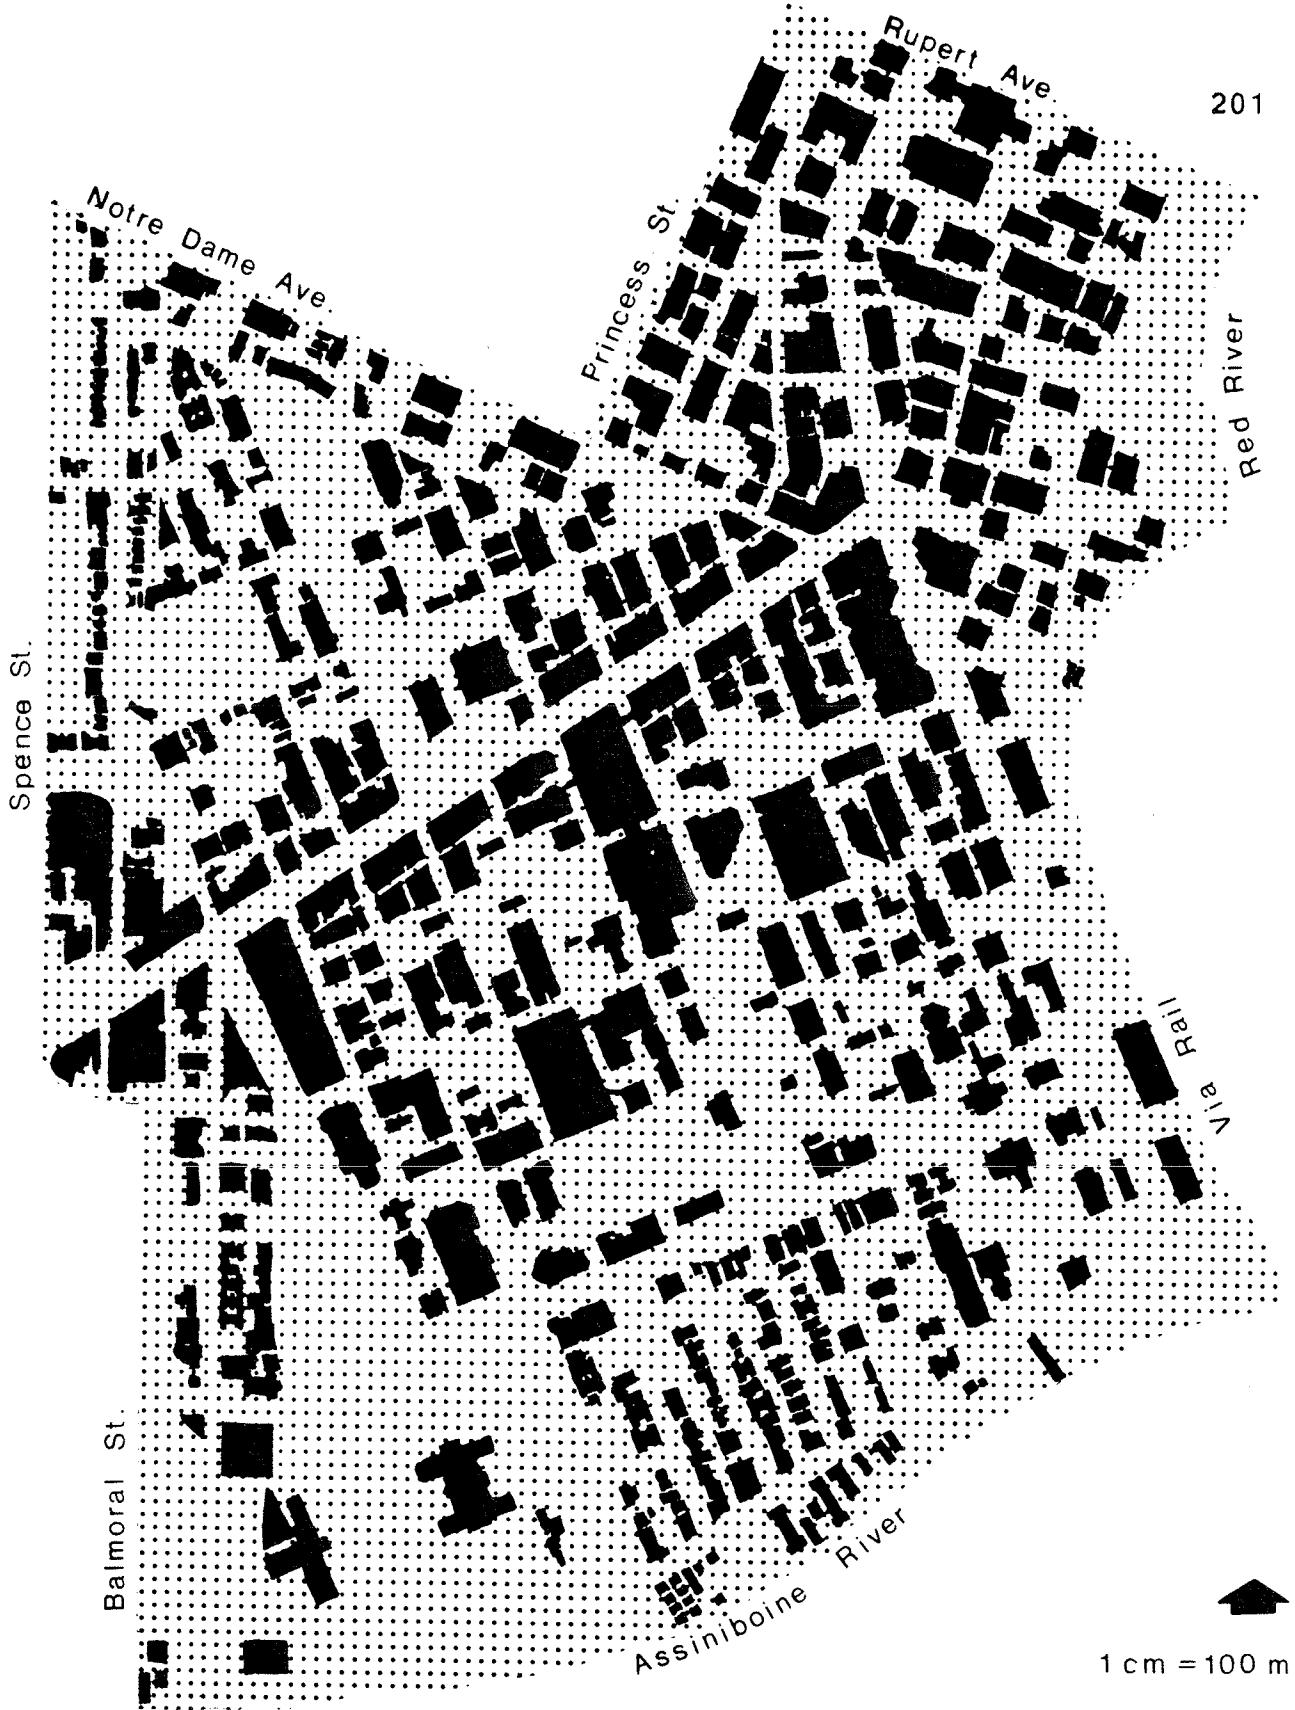 Rupert Ave.
201
Notre Dame Ave.
Princess St.
Red River
Spence St.
Via Rail
Balmoral St.
Assiniboine River
1 cm = 100 m